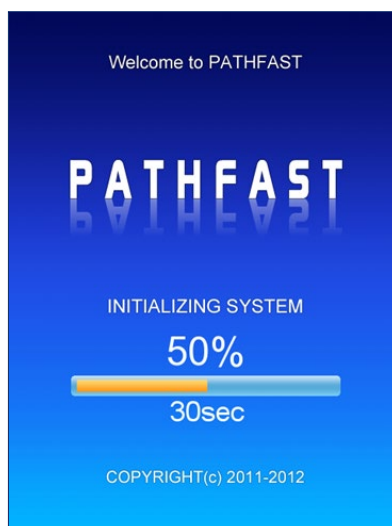 Welcome to PATHFAST
PATHFAST
INITIALIZING SYSTEM
50%
30sec
COPYRIGHT(c) 2011-2012